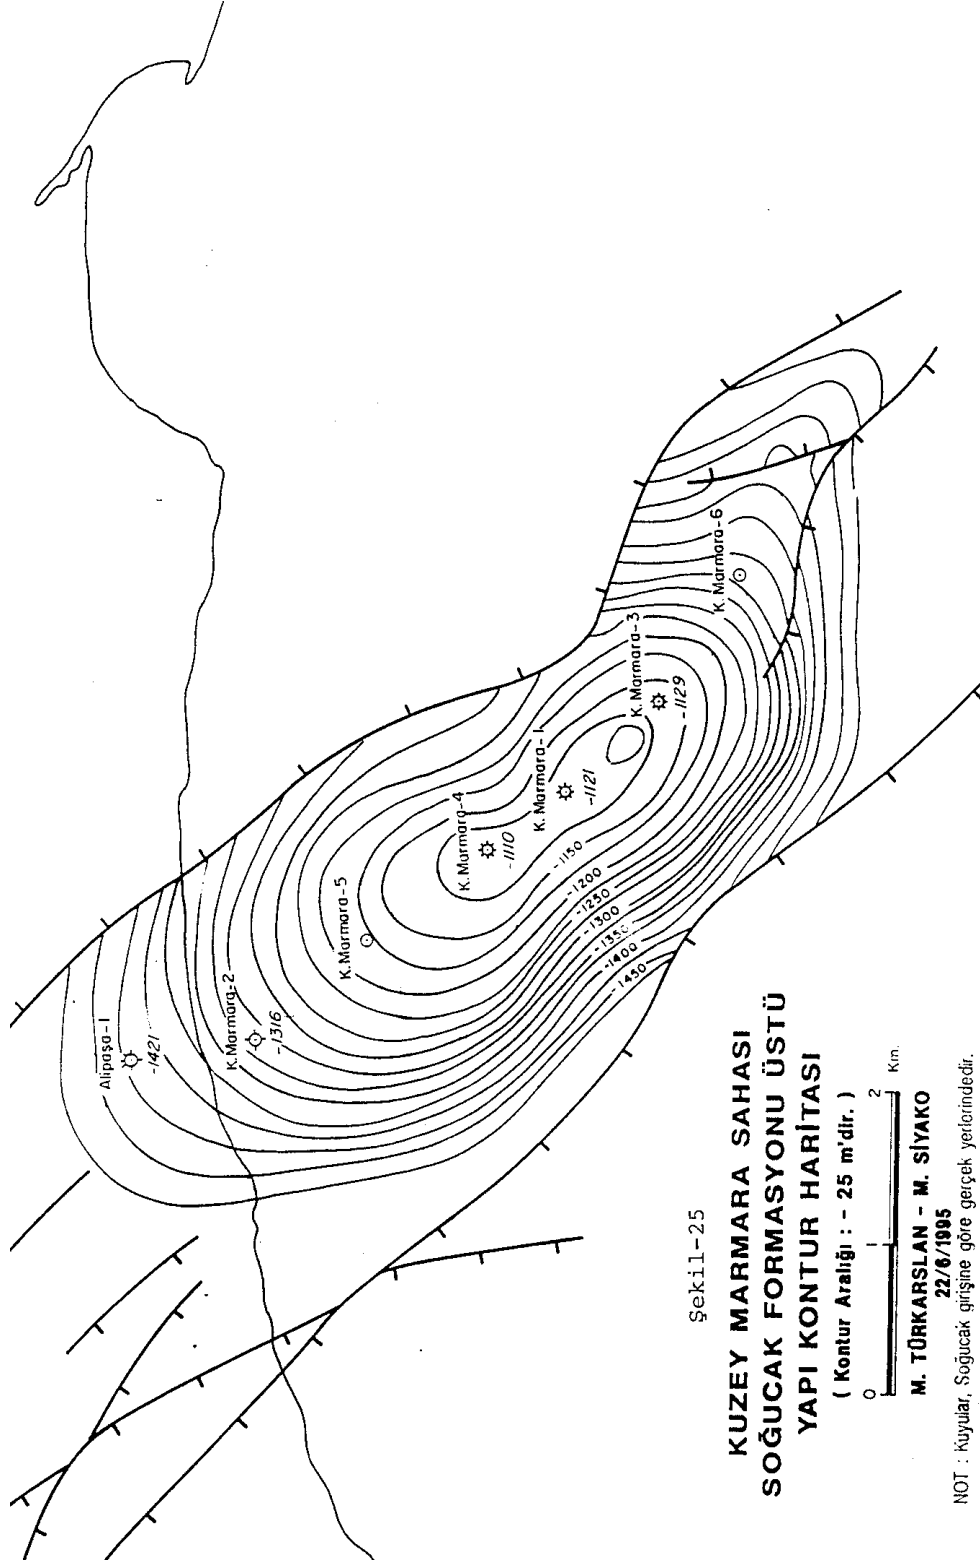 Alipaşa-1
-1421
K.Marmara-2
-1316
K.Marmara-5
K.Marmara-4
-1110
K.Marmara-1
-1121
K.Marmara-3
-1129
K.Marmara-6
-1150
-1200
-1250
-1300
-1350
-1400
-1450
Şekil-25
KUZEY MARMARA SAHASI
SOĞUCAK FORMASYONU ÜSTÜ
YAPI KONTUR HARİTASI
( Kontur Aralığı : - 25 m'dir. )
0 1 2 Km.
M. TÜRKARSLAN - M. SİYAKO
22/6/1995
NOT : Kuyular, Soğucak girişine göre gerçek yerlerindedir.